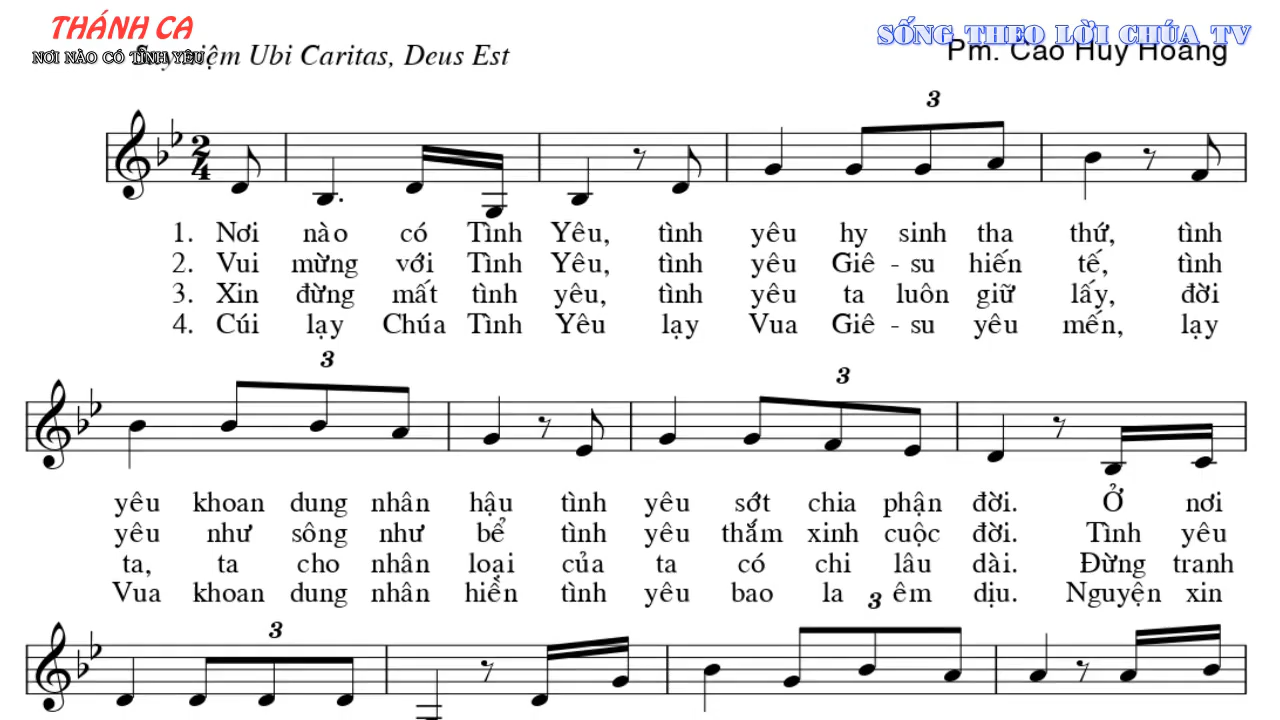 THÁNH CA
SỐNG THEO LỜI CHÚA TV
NƠI NÀO CÓ TÌNH YÊU
niệm Ubi Caritas, Deus Est
Pm. Cao Huy Hoàng
3
2
4
1. Nơi nào có Tình Yêu, tình yêu hy sinh tha thứ, tình
2. Vui mừng với Tình Yêu, tình yêu Giê - su hiến tế, tình
3. Xin đừng mất tình yêu, tình yêu ta luôn giữ lấy, đời
4. Cúi lạy Chúa Tình Yêu lạy Vua Giê - su yêu mến, lạy
3 3
yêu khoan dung nhân hậu tình yêu sớt chia phận đời. Ở nơi
yêu như sông như bể tình yêu thắm xinh cuộc đời. Tình yêu
ta, ta cho nhân loại của ta có chi lâu dài. Đừng tranh
Vua khoan dung nhân hiền tình yêu bao la êm dịu. Nguyện xin
3 3